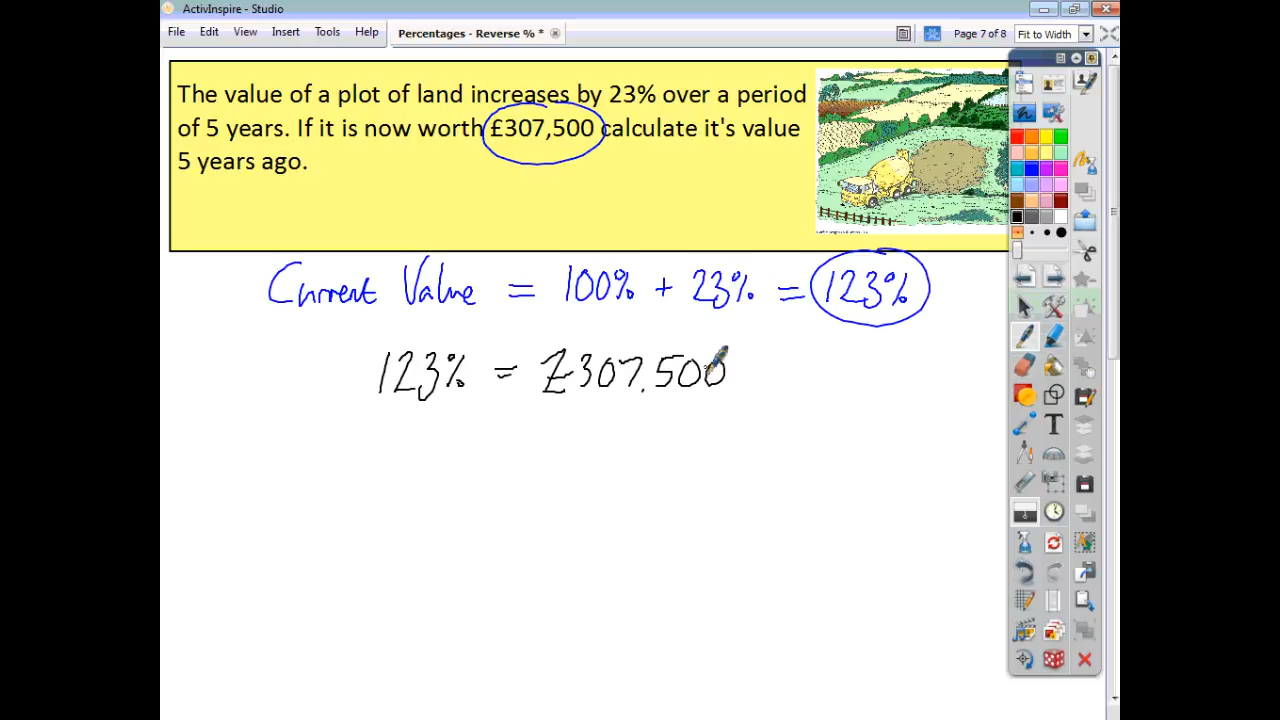 ActivInspire - Studio
File Edit View Insert Tools Help
Percentages - Reverse % *
Page 7 of 8
Fit to Width
The value of a plot of land increases by 23% over a period
of 5 years. If it is now worth £307,500 calculate it's value
5 years ago.
Current Value = 100% + 23% = 123%
123% = £307.500